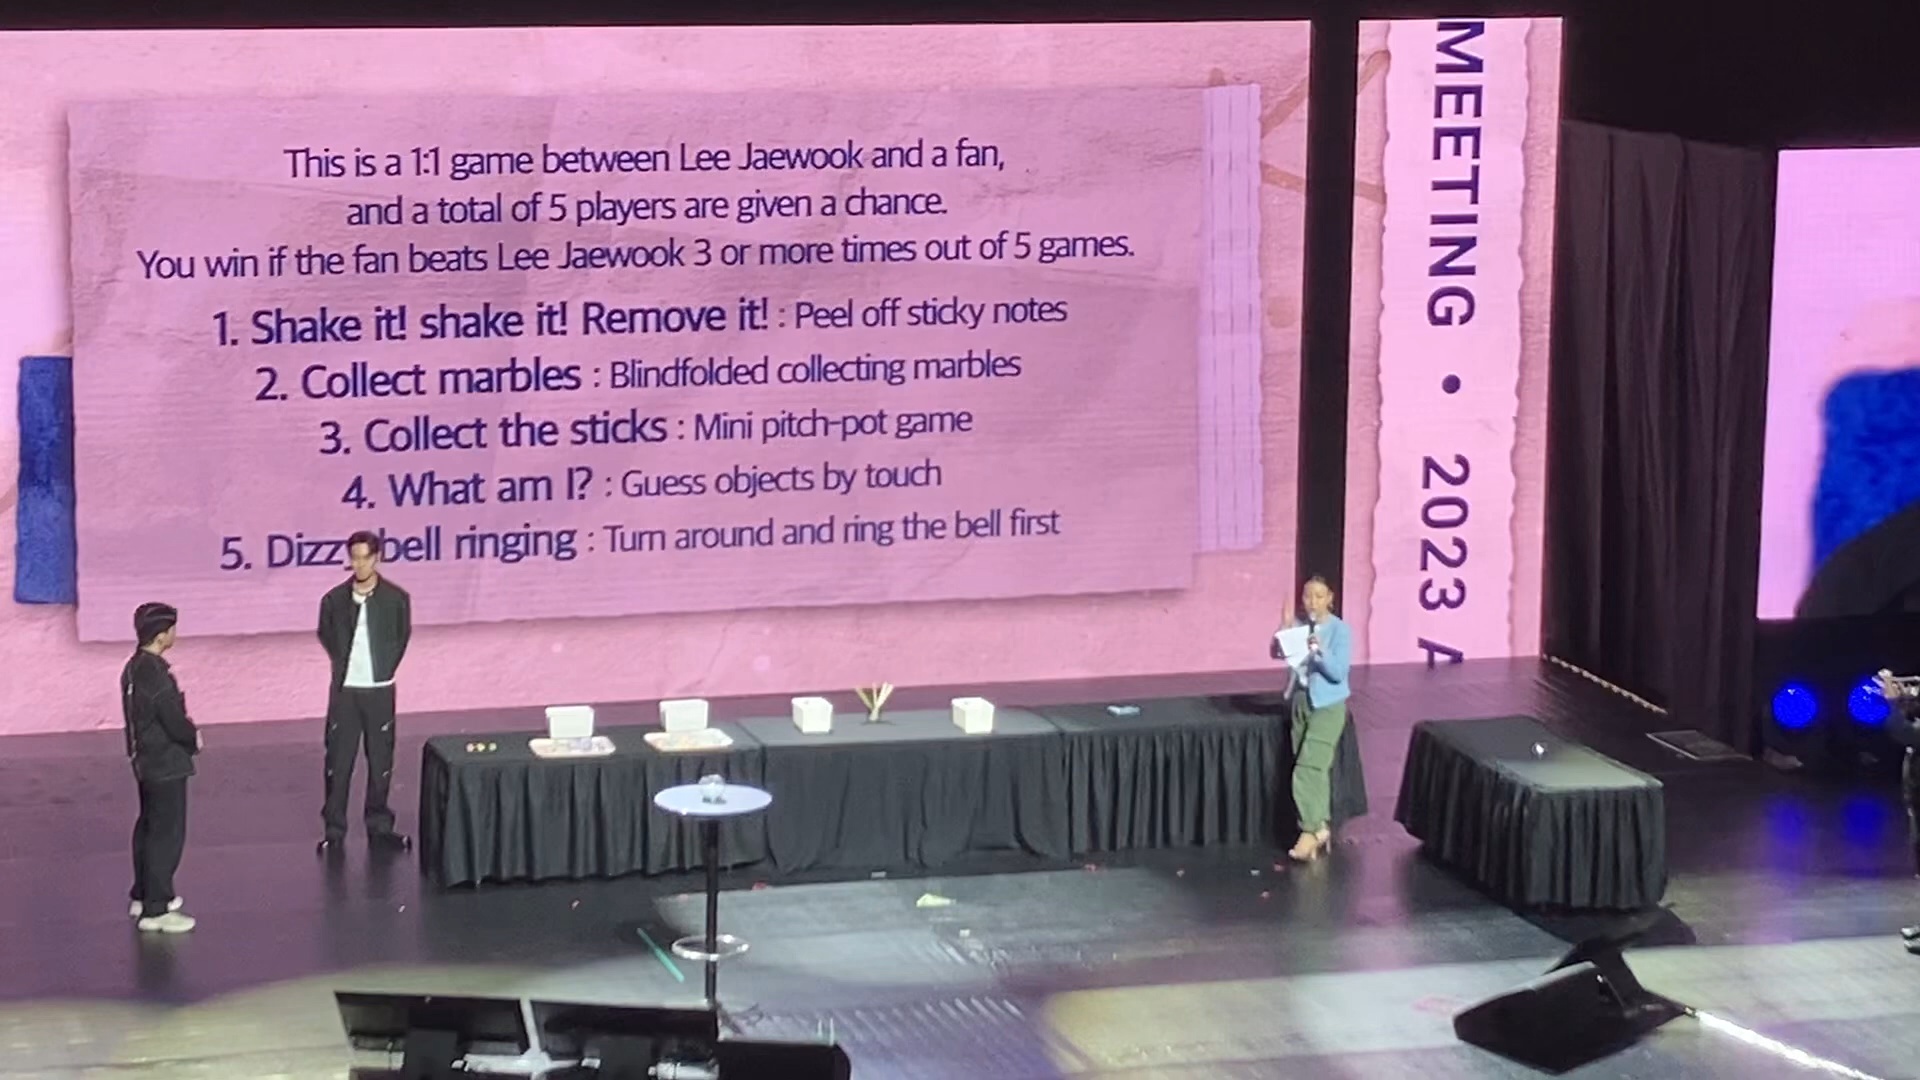 This is a 1:1 game between Lee Jaewook and a fan,
and a total of 5 players are given a chance.
You win if the fan beats Lee Jaewook 3 or more times out of 5 games.
1. Shake it! shake it! Remove it! : Peel off sticky notes
2. Collect marbles : Blindfolded collecting marbles
3. Collect the sticks : Mini pitch-pot game
4. What am I? : Guess objects by touch
5. Dizzy bell ringing : Turn around and ring the bell first
MEETING • 2023 A